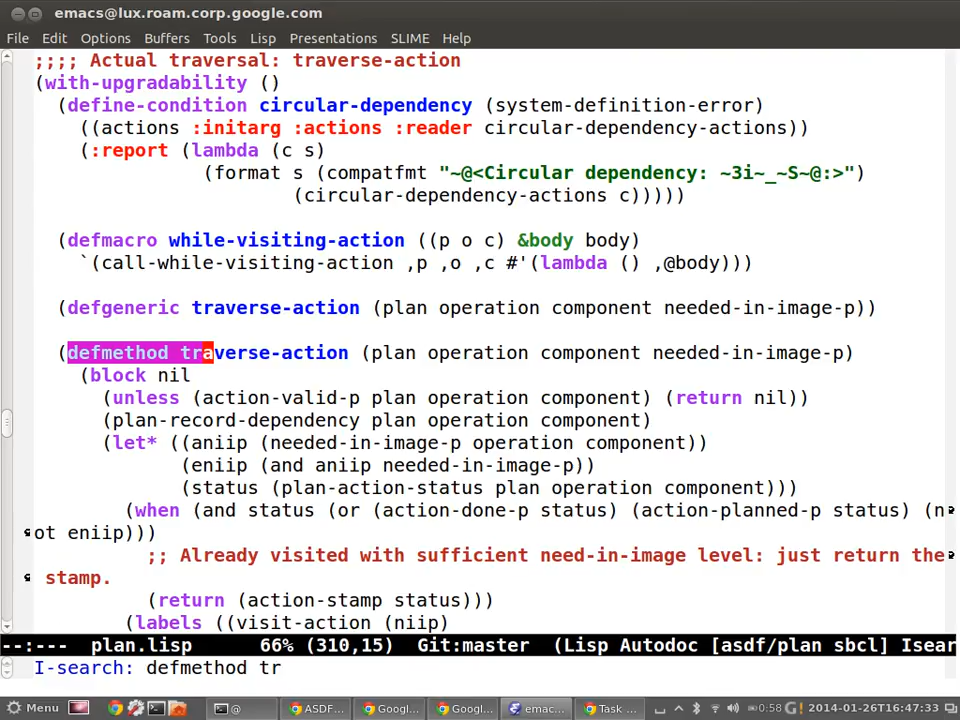 emacs@lux.roam.corp.google.com
File Edit Options Buffers Tools Lisp Presentations SLIME Help
;;;; Actual traversal: traverse-action
(with-upgradability ()
  (define-condition circular-dependency (system-definition-error)
    ((actions :initarg :actions :reader circular-dependency-actions))
    (:report (lambda (c s)
               (format s (compatfmt "~@<Circular dependency: ~3i~_~S~@:>")
                       (circular-dependency-actions c)))))

  (defmacro while-visiting-action ((p o c) &body body)
    `(call-while-visiting-action ,p ,o ,c #'(lambda () ,@body)))

  (defgeneric traverse-action (plan operation component needed-in-image-p))

  (defmethod traverse-action (plan operation component needed-in-image-p)
    (block nil
      (unless (action-valid-p plan operation component) (return nil))
      (plan-record-dependency plan operation component)
      (let* ((aniip (needed-in-image-p operation component))
             (eniip (and aniip needed-in-image-p))
             (status (plan-action-status plan operation component)))
        (when (and status (or (action-done-p status) (action-planned-p status) (n
ot eniip)))
          ;; Already visited with sufficient need-in-image level: just return the
 stamp.
          (return (action-stamp status)))
        (labels ((visit-action (niip)
--:--- plan.lisp 66% (310,15) Git:master (Lisp Autodoc [asdf/plan sbcl] Isear
I-search: defmethod tr
Menu @ ASDF... Googl... Googl... emac... Task ... 0:58 2014-01-26T16:47:33